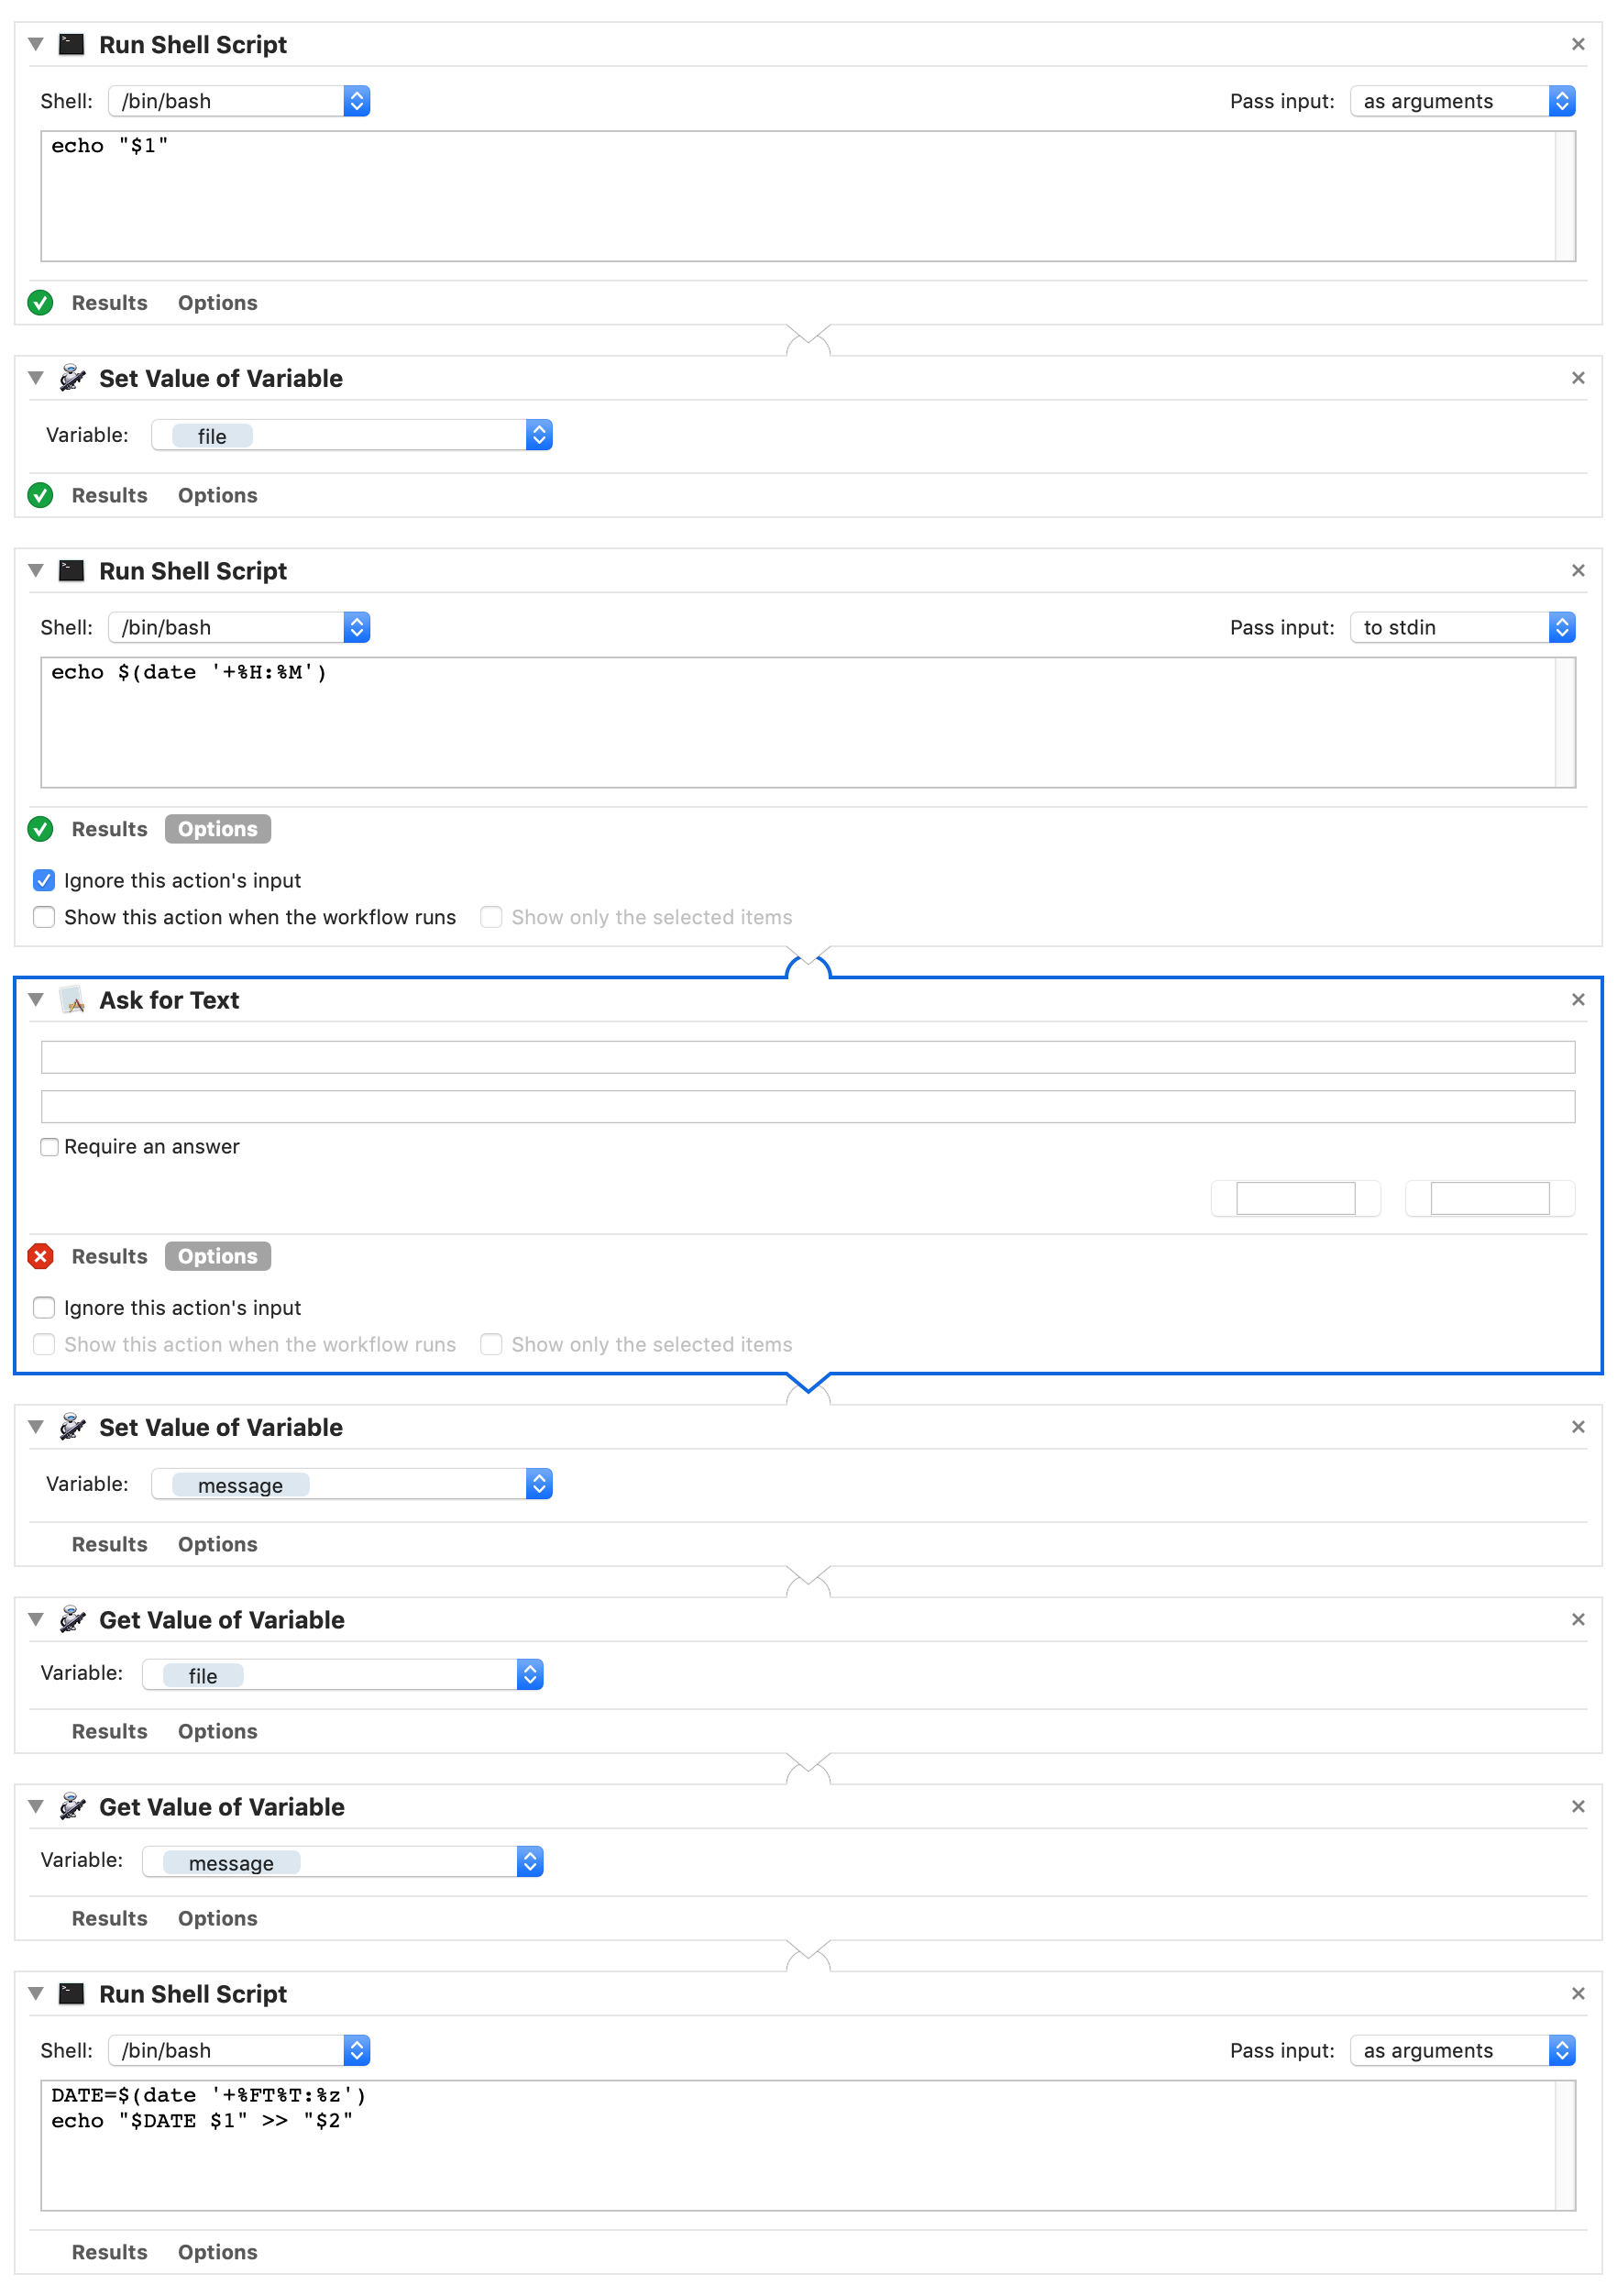 Run Shell Script
Shell: /bin/bash Pass input: as arguments
echo "$1"
Results Options
Set Value of Variable
Variable: file
Results Options
Run Shell Script
Shell: /bin/bash Pass input: to stdin
echo $(date '+%H:%M')
Results Options
Ignore this action's input
Show this action when the workflow runs Show only the selected items
Ask for Text
Require an answer
Results Options
Ignore this action's input
Show this action when the workflow runs Show only the selected items
Set Value of Variable
Variable: message
Results Options
Get Value of Variable
Variable: file
Results Options
Get Value of Variable
Variable: message
Results Options
Run Shell Script
Shell: /bin/bash Pass input: as arguments
DATE=$(date '+%FT%T:%z')
echo "$DATE $1" >> "$2"
Results Options